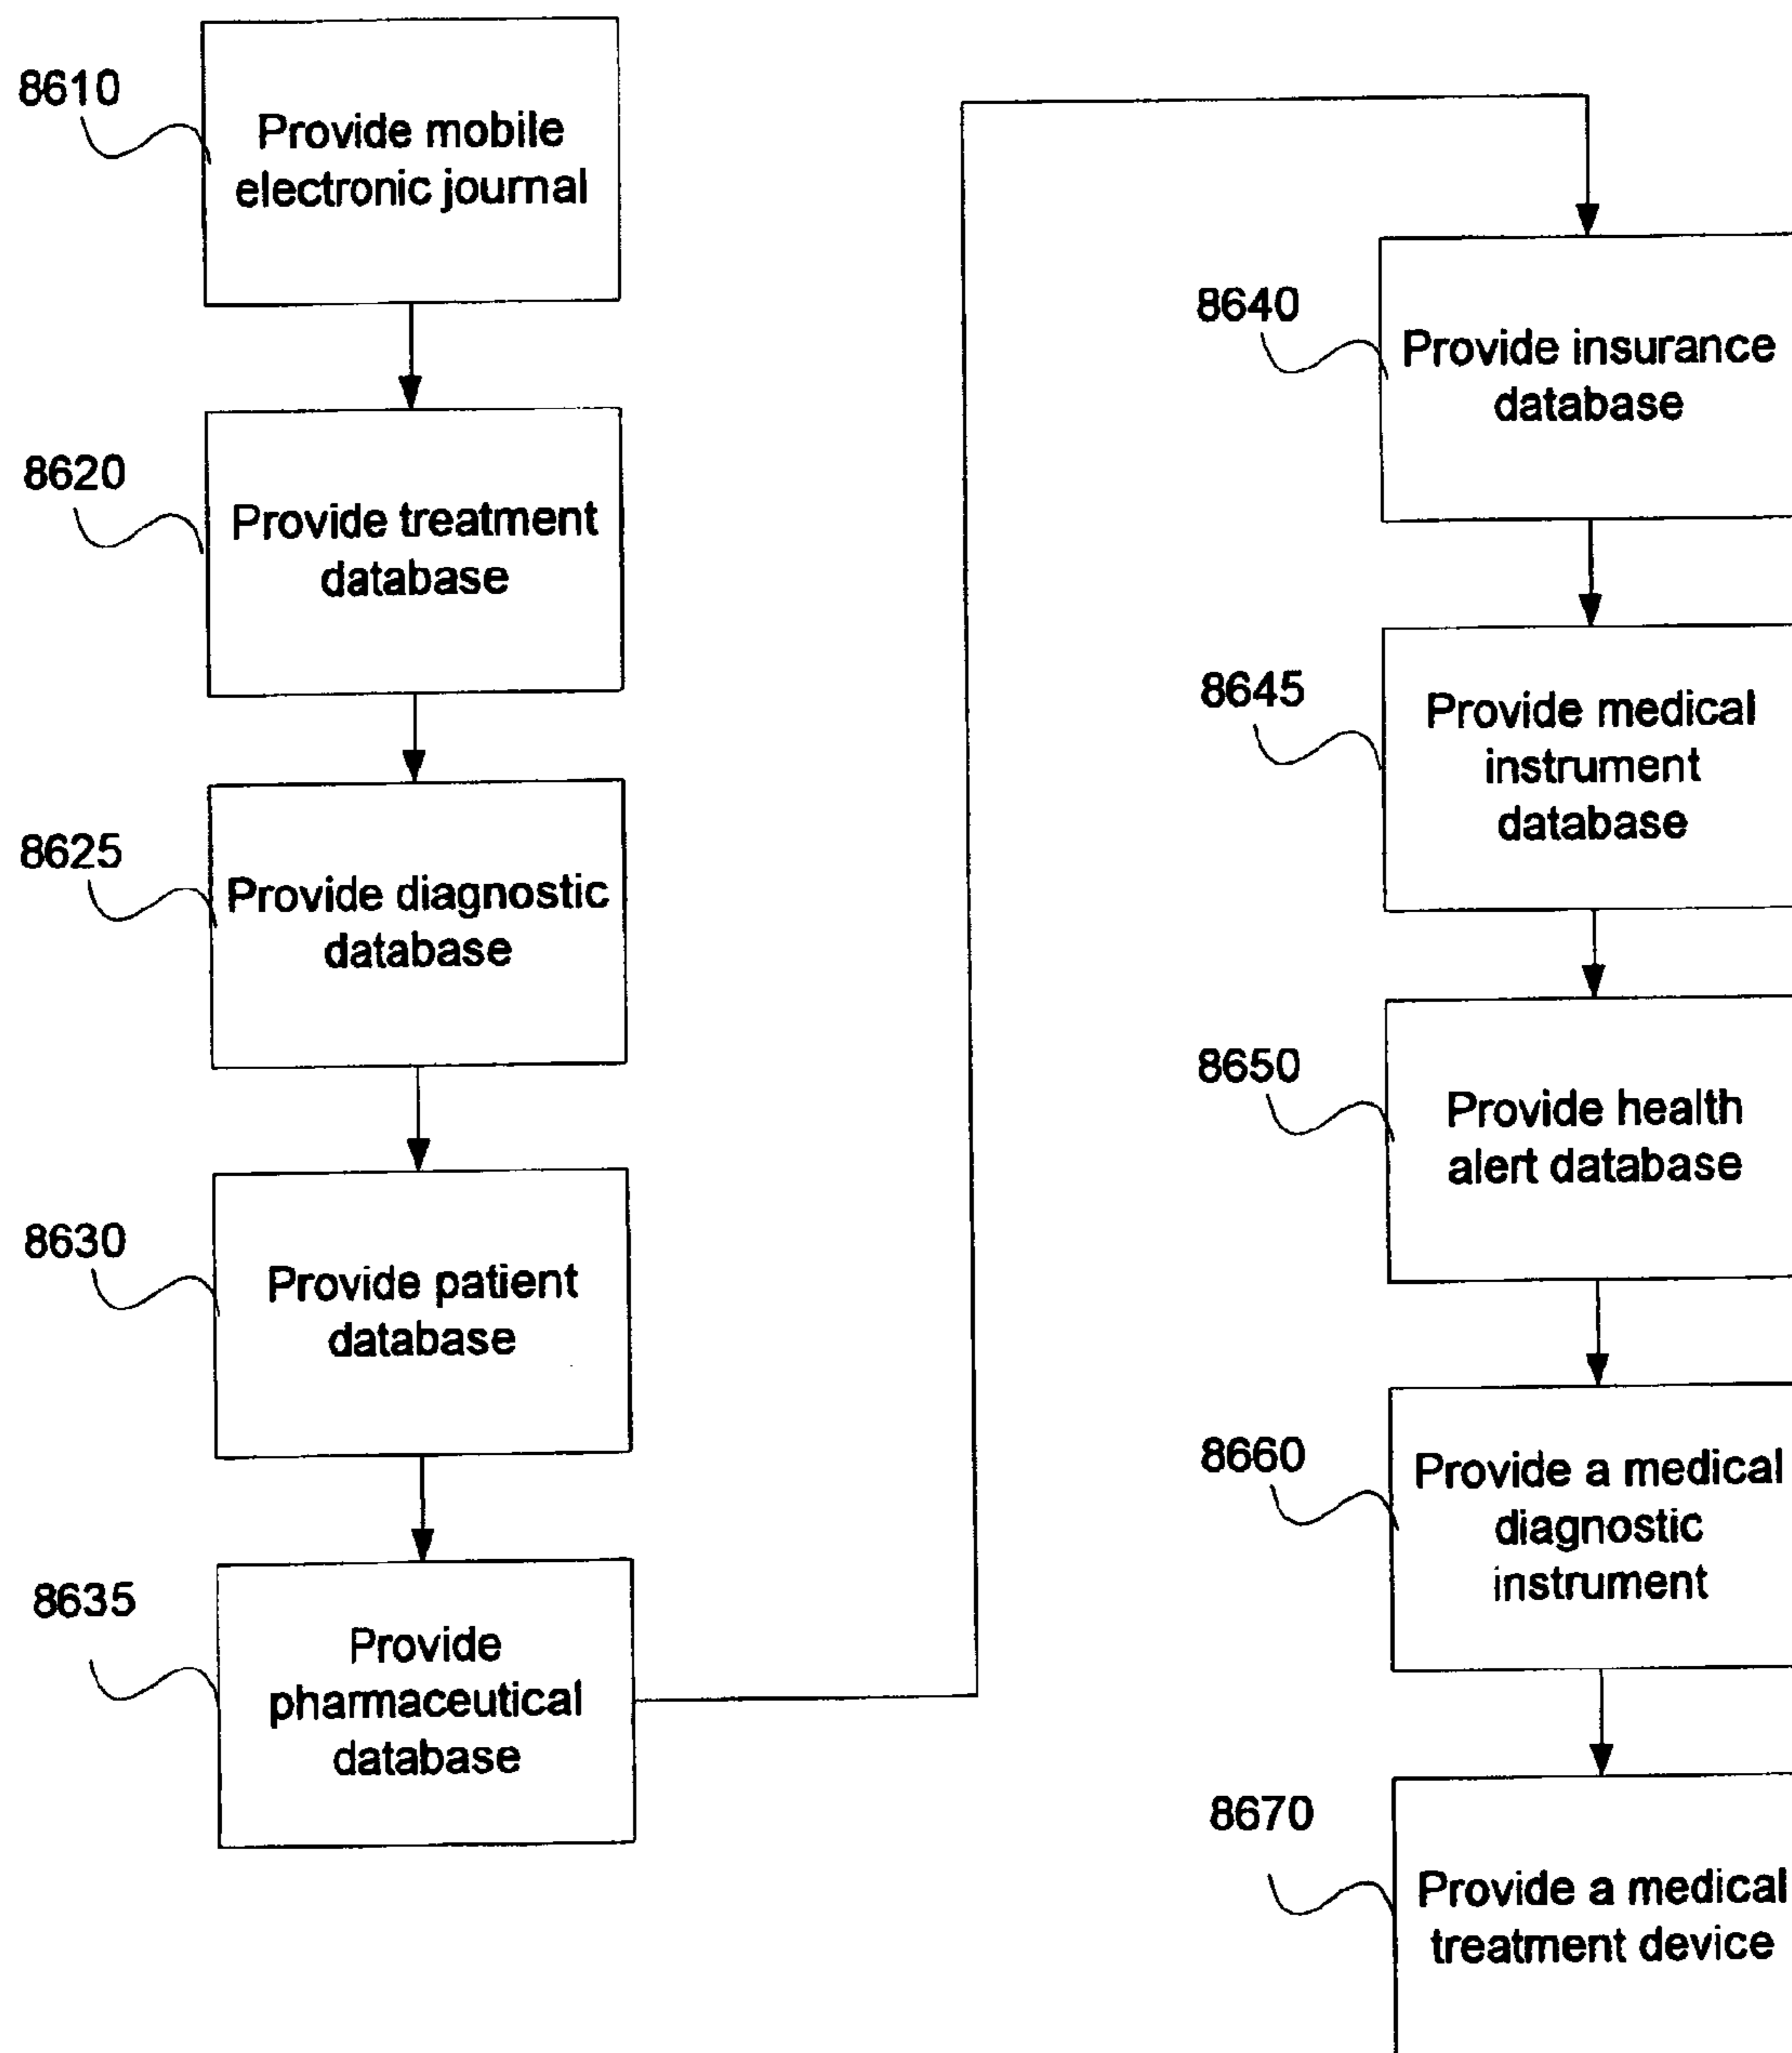 8610
Provide mobile
electronic journal
8620
Provide treatment
database
8625
Provide diagnostic
database
8630
Provide patient
database
8635
Provide
pharmaceutical
database
8640
Provide insurance
database
8645
Provide medical
instrument
database
8650
Provide health
alert database
8660
Provide a medical
diagnostic
instrument
8670
Provide a medical
treatment device